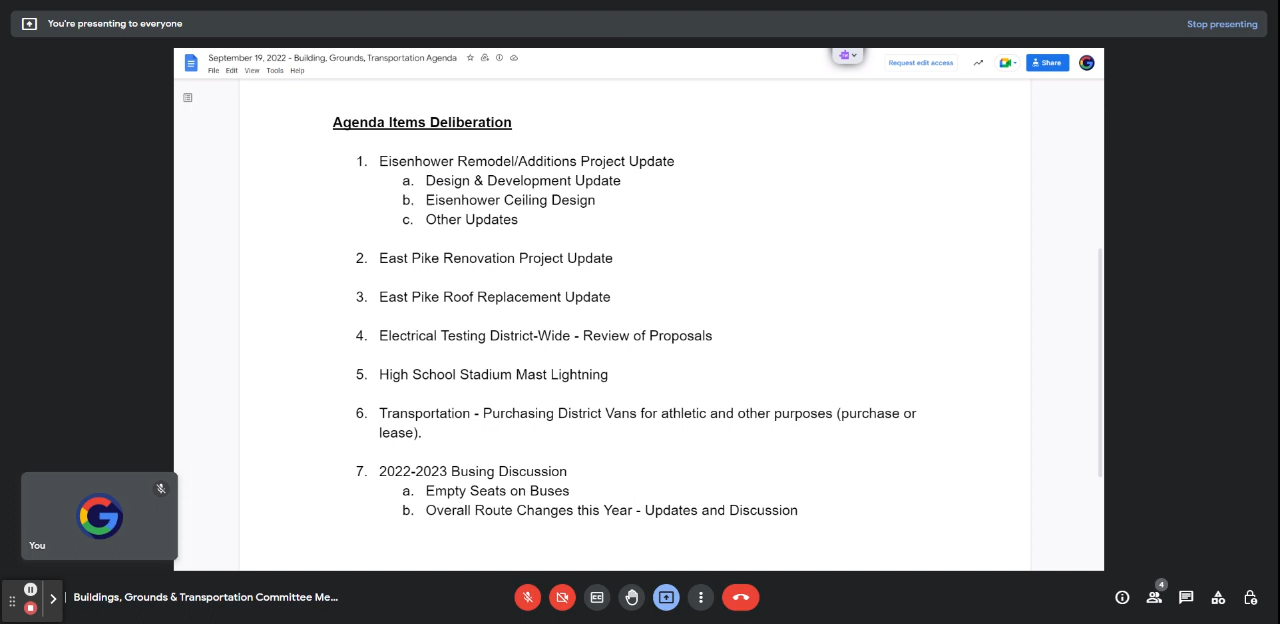 You're presenting to everyone
Stop presenting
September 19, 2022 - Building, Grounds, Transportation Agenda
File Edit View Tools Help
Request edit access
Share
Agenda Items Deliberation
1. Eisenhower Remodel/Additions Project Update
a. Design & Development Update
b. Eisenhower Ceiling Design
c. Other Updates
2. East Pike Renovation Project Update
3. East Pike Roof Replacement Update
4. Electrical Testing District-Wide - Review of Proposals
5. High School Stadium Mast Lightning
6. Transportation - Purchasing District Vans for athletic and other purposes (purchase or
lease).
7. 2022-2023 Busing Discussion
a. Empty Seats on Buses
b. Overall Route Changes this Year - Updates and Discussion
You
Buildings, Grounds & Transportation Committee Me...
CC
4